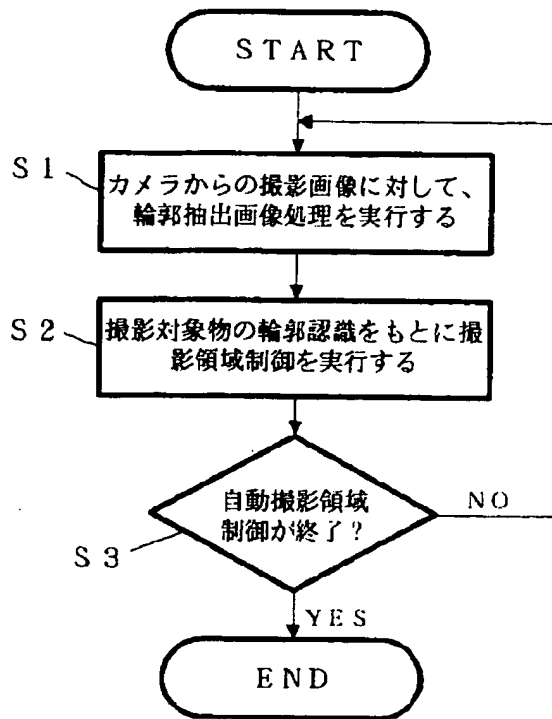 START
S1
カメラからの撮影画像に対して、
輪郭抽出画像処理を実行する
S2
撮影対象物の輪郭認識をもとに撮
影領域制御を実行する
自動撮影領域
制御が終了?
NO
S3
YES
END